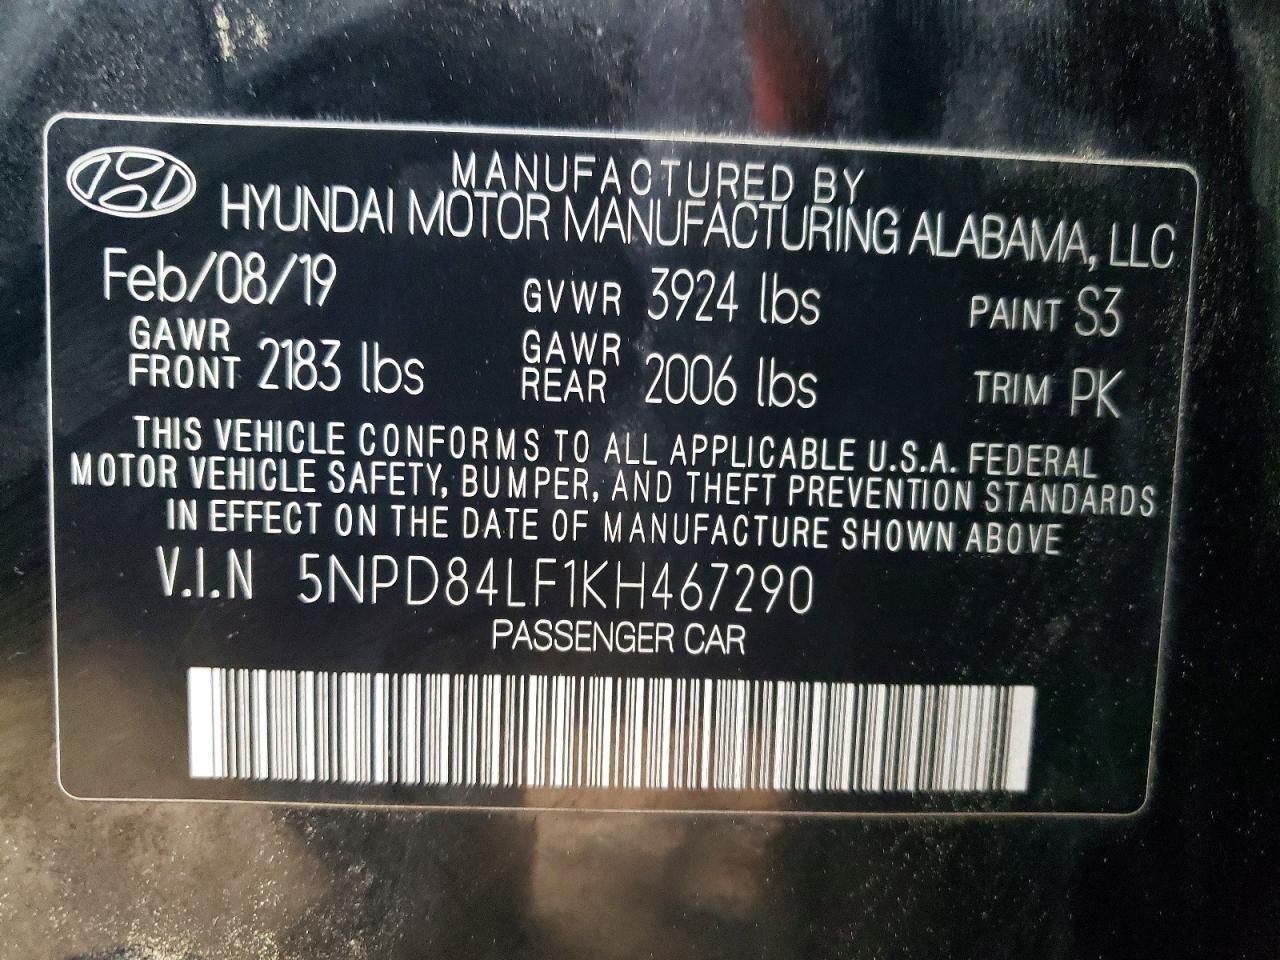 MANUFACTURED BY
HYUNDAI MOTOR MANUFACTURING ALABAMA, LLC
Feb/08/19 GVWR 3924 lbs PAINT S3
GAWR FRONT 2183 lbs GAWR REAR 2006 lbs TRIM PK
THIS VEHICLE CONFORMS TO ALL APPLICABLE U.S.A. FEDERAL
MOTOR VEHICLE SAFETY, BUMPER, AND THEFT PREVENTION STANDARDS
IN EFFECT ON THE DATE OF MANUFACTURE SHOWN ABOVE
V.I.N 5NPD84LF1KH467290
PASSENGER CAR